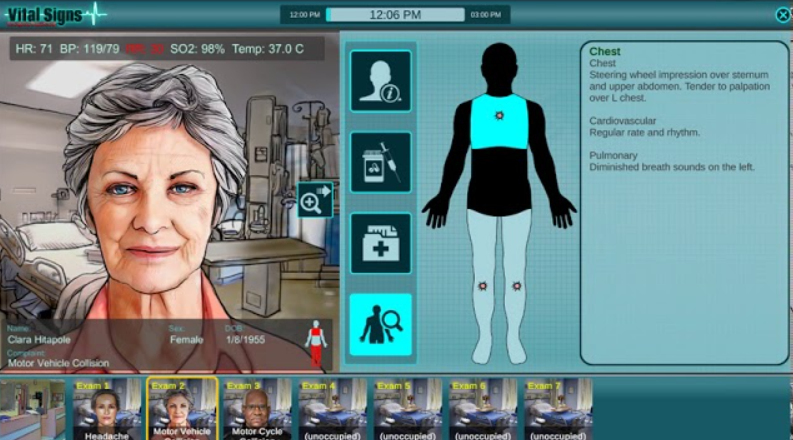 Vital Signs
12:00 PM
12:06 PM
03:00 PM
HR: 71 BP: 119/79 SO2: 98% Temp: 37.0 C
Name:
Clara Hitapole
Sex:
Female
DOB:
1/8/1955
Complaint:
Motor Vehicle Collision
Chest
Chest
Steering wheel impression over sternum
and upper abdomen. Tender to palpation
over L chest.
Cardiovascular
Regular rate and rhythm.
Pulmonary
Diminished breath sounds on the left.
Exam 1
Headache
Exam 2
Motor Vehicle
Collision
Exam 3
Motor Cycle
Collision
Exam 4
(unoccupied)
Exam 5
(unoccupied)
Exam 6
(unoccupied)
Exam 7
(unoccupied)